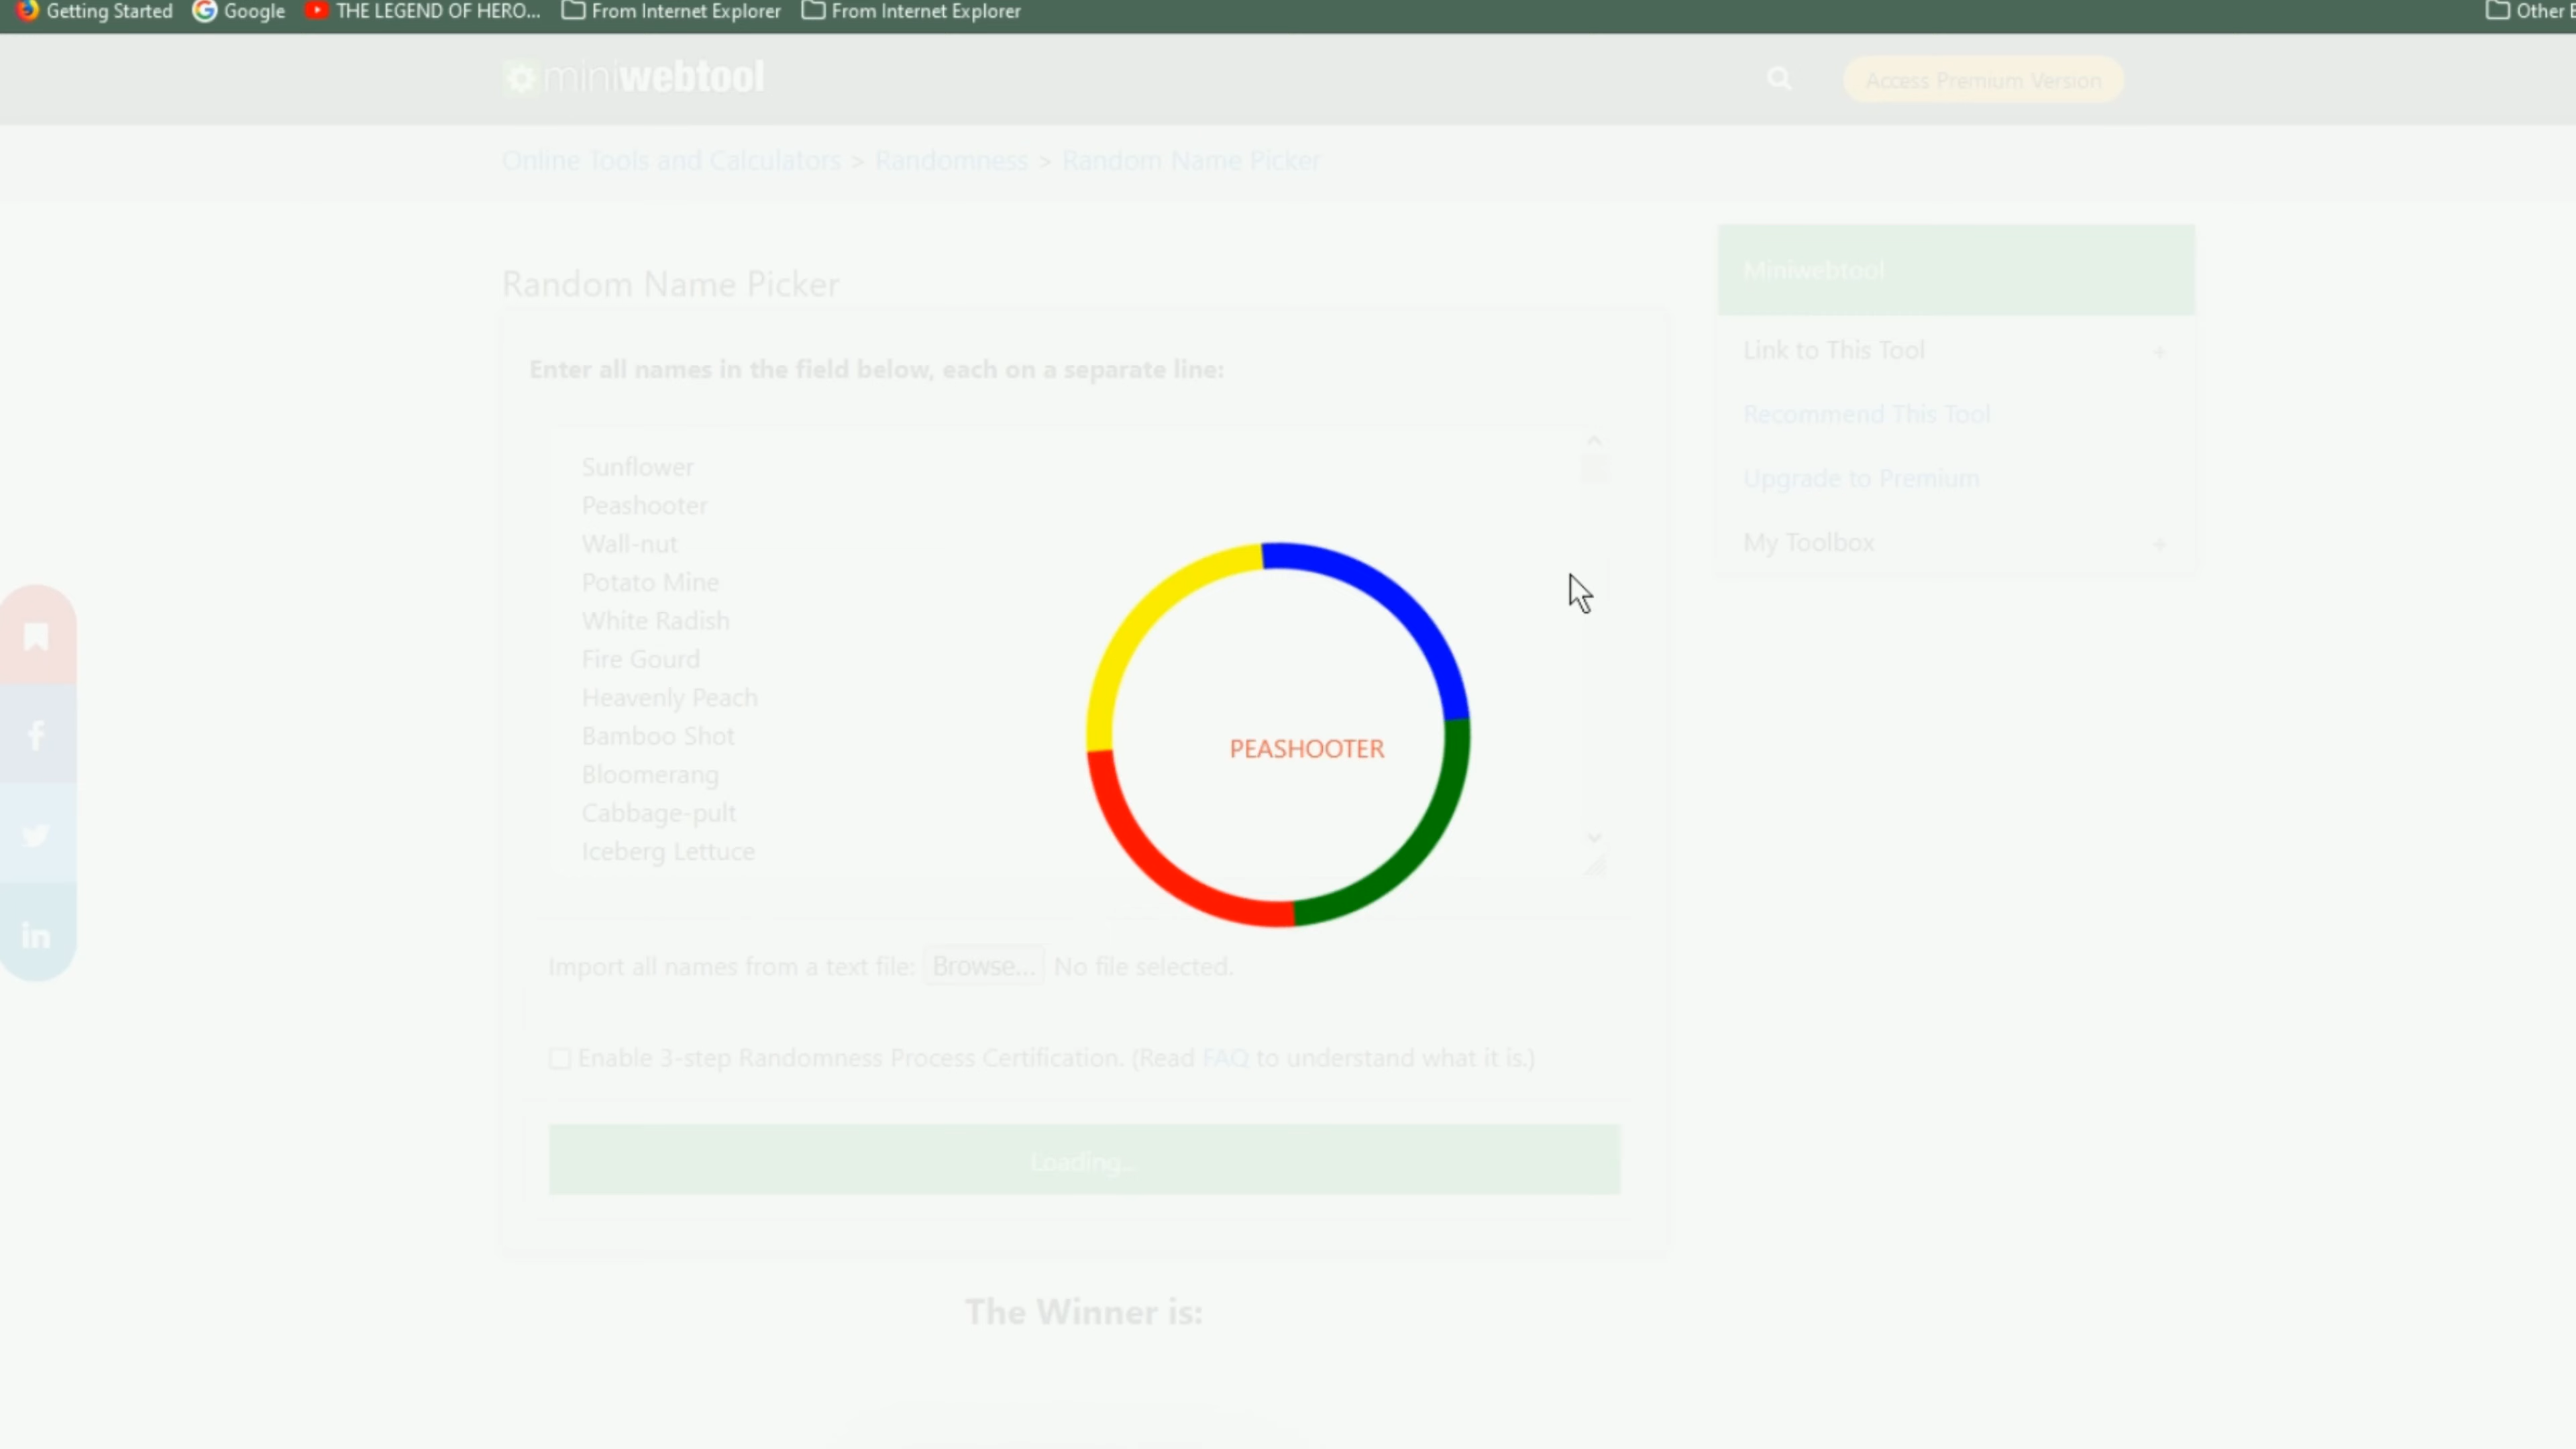 Getting Started Google THE LEGEND OF HERO... From Internet Explorer From Internet Explorer Other
miniwebtool
Access Premium Version
Online Tools and Calculators > Randomness > Random Name Picker
Random Name Picker
Enter all names in the field below, each on a separate line:
Sunflower
Peashooter
Wall-nut
Potato Mine
White Radish
Fire Gourd
Heavenly Peach
Bamboo Shot
Bloomerang
Cabbage-pult
Iceberg Lettuce
PEASHOOTER
Import all names from a text file: Browse... No file selected.
Enable 3-step Randomness Process Certification. (Read FAQ to understand what it is.)
Loading...
The Winner is:
Miniwebtool
Link to This Tool +
Recommend This Tool
Upgrade to Premium
My Toolbox +
f
in